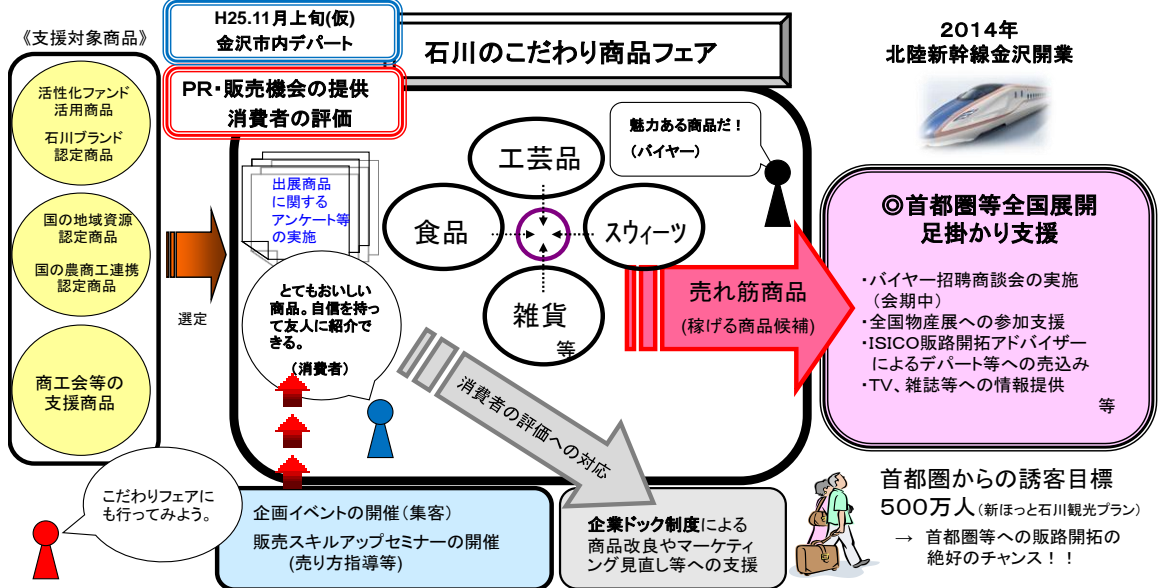 《支援対象商品》
活性化ファンド
活用商品
石川ブランド
認定商品
国の地域資源
認定商品
国の農商工連携
認定商品
商工会等の
支援商品
選定
H25.11月上旬(仮)
金沢市内デパート
石川のこだわり商品フェア
PR・販売機会の提供
消費者の評価
出展商品
に関する
アンケート等
の実施
とてもおいしい
商品。自信を持っ
て友人に紹介で
きる。
(消費者)
工芸品
食品
スウィーツ
雑貨
等
魅力ある商品だ！
(バイヤー)
売れ筋商品
(稼げる商品候補)
消費者の評価への対応
2014年
北陸新幹線金沢開業
◎首都圏等全国展開
足掛かり支援
・バイヤー招聘商談会の実施
(会期中)
・全国物産展への参加支援
・ISICO販路開拓アドバイザー
によるデパート等への売込み
・TV、雑誌等への情報提供
等
こだわりフェアに
も行ってみよう。
企画イベントの開催(集客)
販売スキルアップセミナーの開催
(売り方指導等)
企業ドック制度による
商品改良やマーケティ
ング見直し等への支援
首都圏からの誘客目標
500万人(新ほっと石川観光プラン)
→ 首都圏等への販路開拓の
絶好のチャンス！！